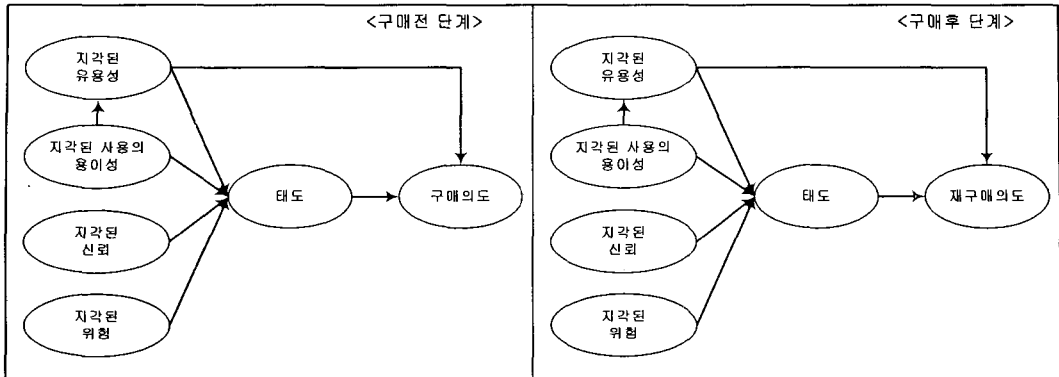 <구매전 단계>
지각된
유용성
지각된 사용의
용이성
태도
구매의도
지각된
신뢰
지각된
위험
<구매후 단계>
지각된
유용성
지각된 사용의
용이성
태도
재구매의도
지각된
신뢰
지각된
위험